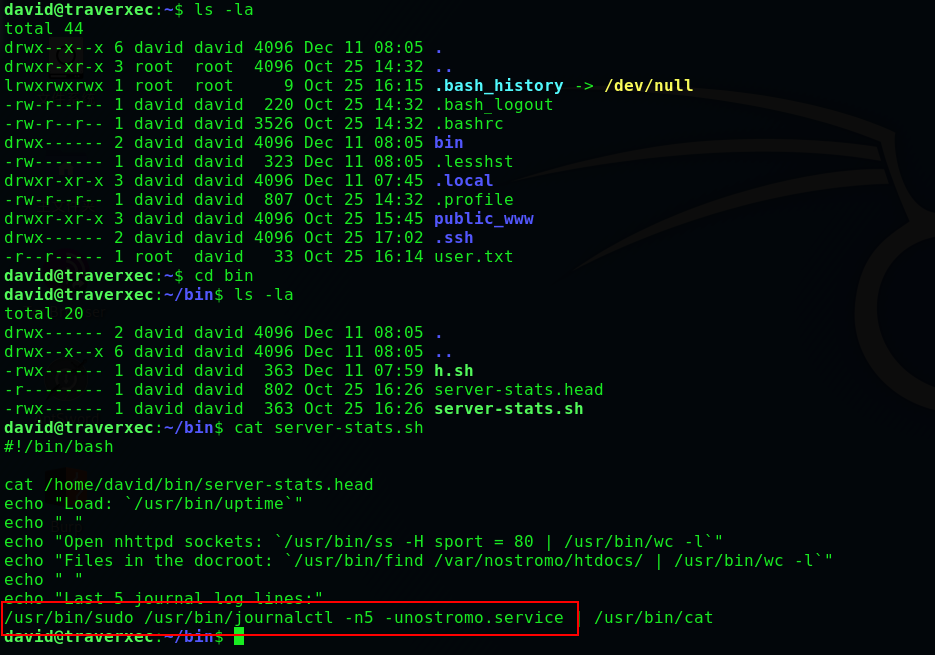 david@traverxec:~$ ls -la
total 44
drwx--x--x 6 david david 4096 Dec 11 08:05 .
drwxr-xr-x 3 root  root  4096 Oct 25 14:32 ..
lrwxrwxrwx 1 root  root     9 Oct 25 16:15 .bash_history -> /dev/null
-rw-r--r-- 1 david david  220 Oct 25 14:32 .bash_logout
-rw-r--r-- 1 david david 3526 Oct 25 14:32 .bashrc
drwx------ 2 david david 4096 Dec 11 08:05 bin
-rw------- 1 david david  323 Dec 11 08:05 .lesshst
drwxr-xr-x 3 david david 4096 Dec 11 07:45 .local
-rw-r--r-- 1 david david  807 Oct 25 14:32 .profile
drwxr-xr-x 3 david david 4096 Oct 25 15:45 public_www
drwx------ 2 david david 4096 Oct 25 17:02 .ssh
-r--r----- 1 root  david   33 Oct 25 16:14 user.txt
david@traverxec:~$ cd bin
david@traverxec:~/bin$ ls -la
total 20
drwx------ 2 david david 4096 Dec 11 08:05 .
drwx--x--x 6 david david 4096 Dec 11 08:05 ..
-rwx------ 1 david david  363 Dec 11 07:59 h.sh
-r-------- 1 david david  802 Oct 25 16:26 server-stats.head
-rwx------ 1 david david  363 Oct 25 16:26 server-stats.sh
david@traverxec:~/bin$ cat server-stats.sh
#!/bin/bash

cat /home/david/bin/server-stats.head
echo "Load: `/usr/bin/uptime`"
echo " "
echo "Open nhttpd sockets: `/usr/bin/ss -H sport = 80 | /usr/bin/wc -l`"
echo "Files in the docroot: `/usr/bin/find /var/nostromo/htdocs/ | /usr/bin/wc -l`"
echo " "
echo "Last 5 journal log lines:"
/usr/bin/sudo /usr/bin/journalctl -n5 -unostromo.service | /usr/bin/cat
david@traverxec:~/bin$